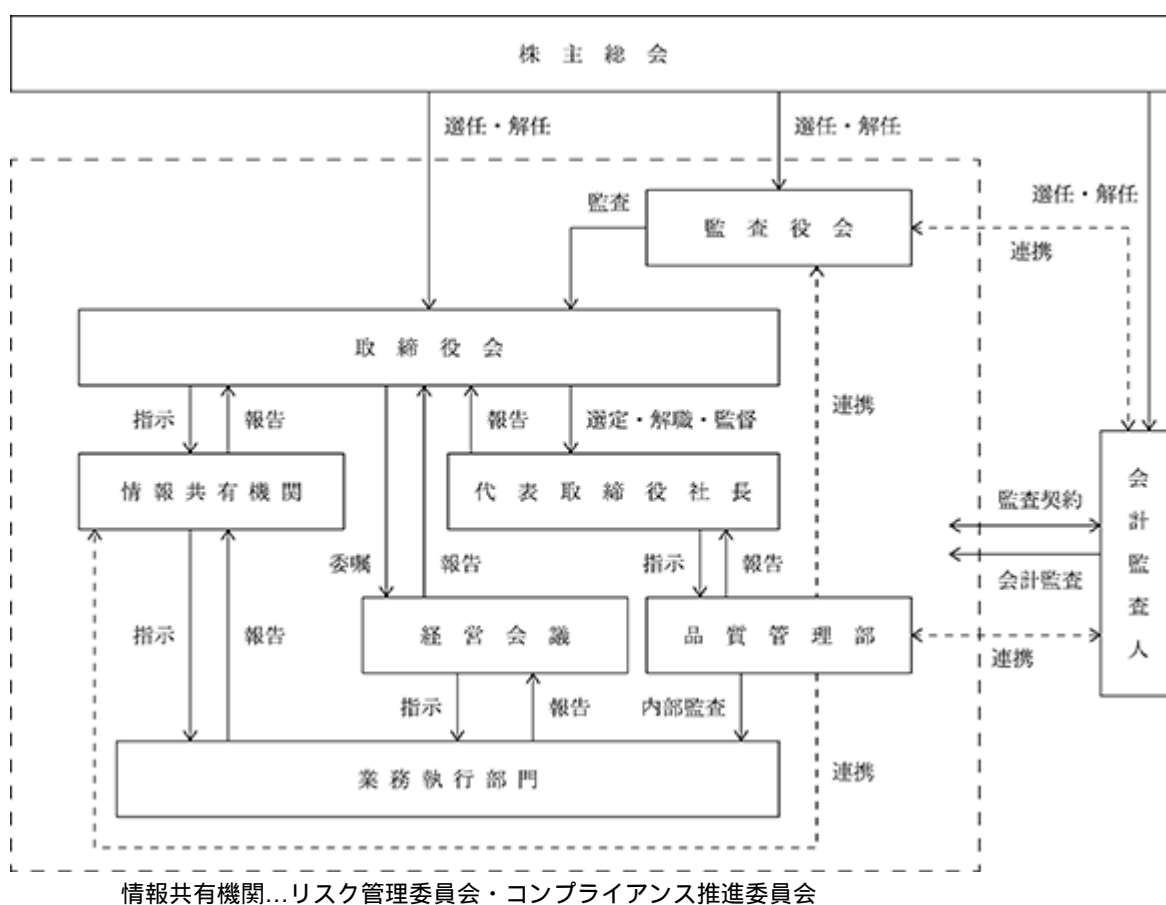 株主総会
選任・解任
選任・解任
選任・解任
監査
監査役会
連携
取締役会
連携
指示
報告
報告
選定・解職・監督
情報共有機関
代表取締役社長
会計監査人
監査契約
委嘱
報告
指示
報告
会計監査
指示
報告
経営会議
品質管理部
連携
指示
報告
内部監査
業務執行部門
連携
情報共有機関…リスク管理委員会・コンプライアンス推進委員会